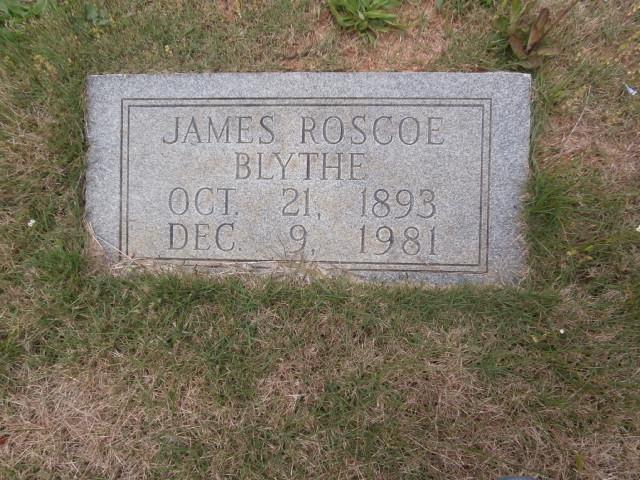 JAMES ROSCOE
BLYTHE
OCT. 21, 1893
DEC. 9, 1981